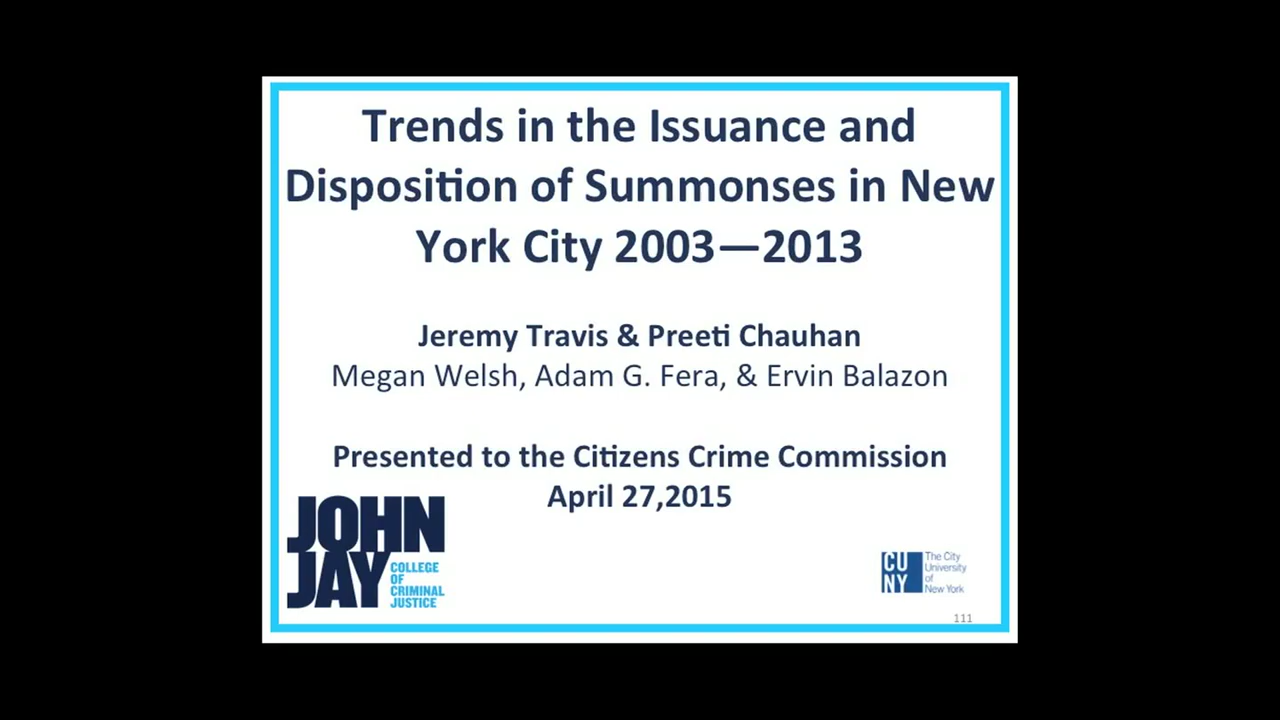 Trends in the Issuance and
Disposition of Summonses in New
York City 2003—2013
Jeremy Travis & Preeti Chauhan
Megan Welsh, Adam G. Fera, & Ervin Balazon
Presented to the Citizens Crime Commission
April 27,2015
JOHN
JAY
COLLEGE
OF
CRIMINAL
JUSTICE
CU
NY
The City
University
of
New York
111